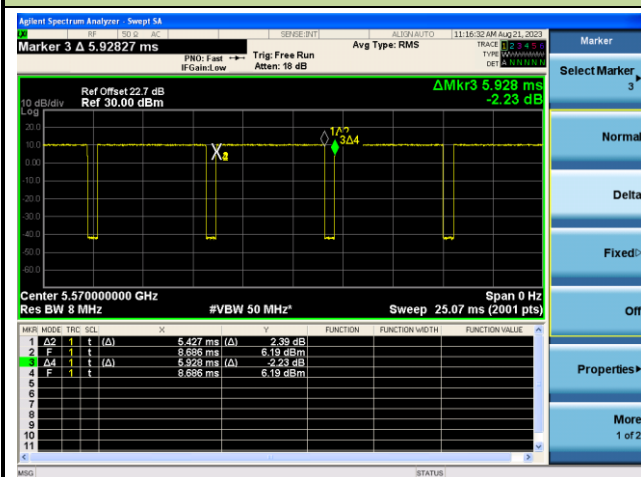 Agilent Spectrum Analyzer - Swept SA
RF 50 Ω AC SENSE:INT ALIGN AUTO 11:16:32 AM Aug 21, 2023
Marker 3 Δ 5.92827 ms
PNO: Fast
IFGain:Low
Trig: Free Run
Atten: 18 dB
Avg Type: RMS
TRACE 1 2 3 4 5 6
TYPE
DET A N N N N N
Marker
Select Marker
3
Normal
Delta
Fixed
Off
Properties
More
1 of 2
ΔMkr3 5.928 ms
-2.23 dB
Ref Offset 22.7 dB
Ref 30.00 dBm
10 dB/div
Log
20.0
10.0
0.00
-10.0
-20.0
-30.0
-40.0
-50.0
-60.0
1Δ2
3Δ4
Center 5.570000000 GHz
Span 0 Hz
Res BW 8 MHz
#VBW 50 MHz*
Sweep 25.07 ms (2001 pts)
MKR MODE TRC SCL X Y FUNCTION FUNCTION WIDTH FUNCTION VALUE
1 Δ2 1 t (Δ) 5.427 ms (Δ) 2.39 dB
2 F 1 t 8.686 ms 6.19 dBm
3 Δ4 1 t (Δ) 5.928 ms (Δ) -2.23 dB
4 F 1 t 8.686 ms 6.19 dBm
5
6
7
8
9
10
11
MSG STATUS